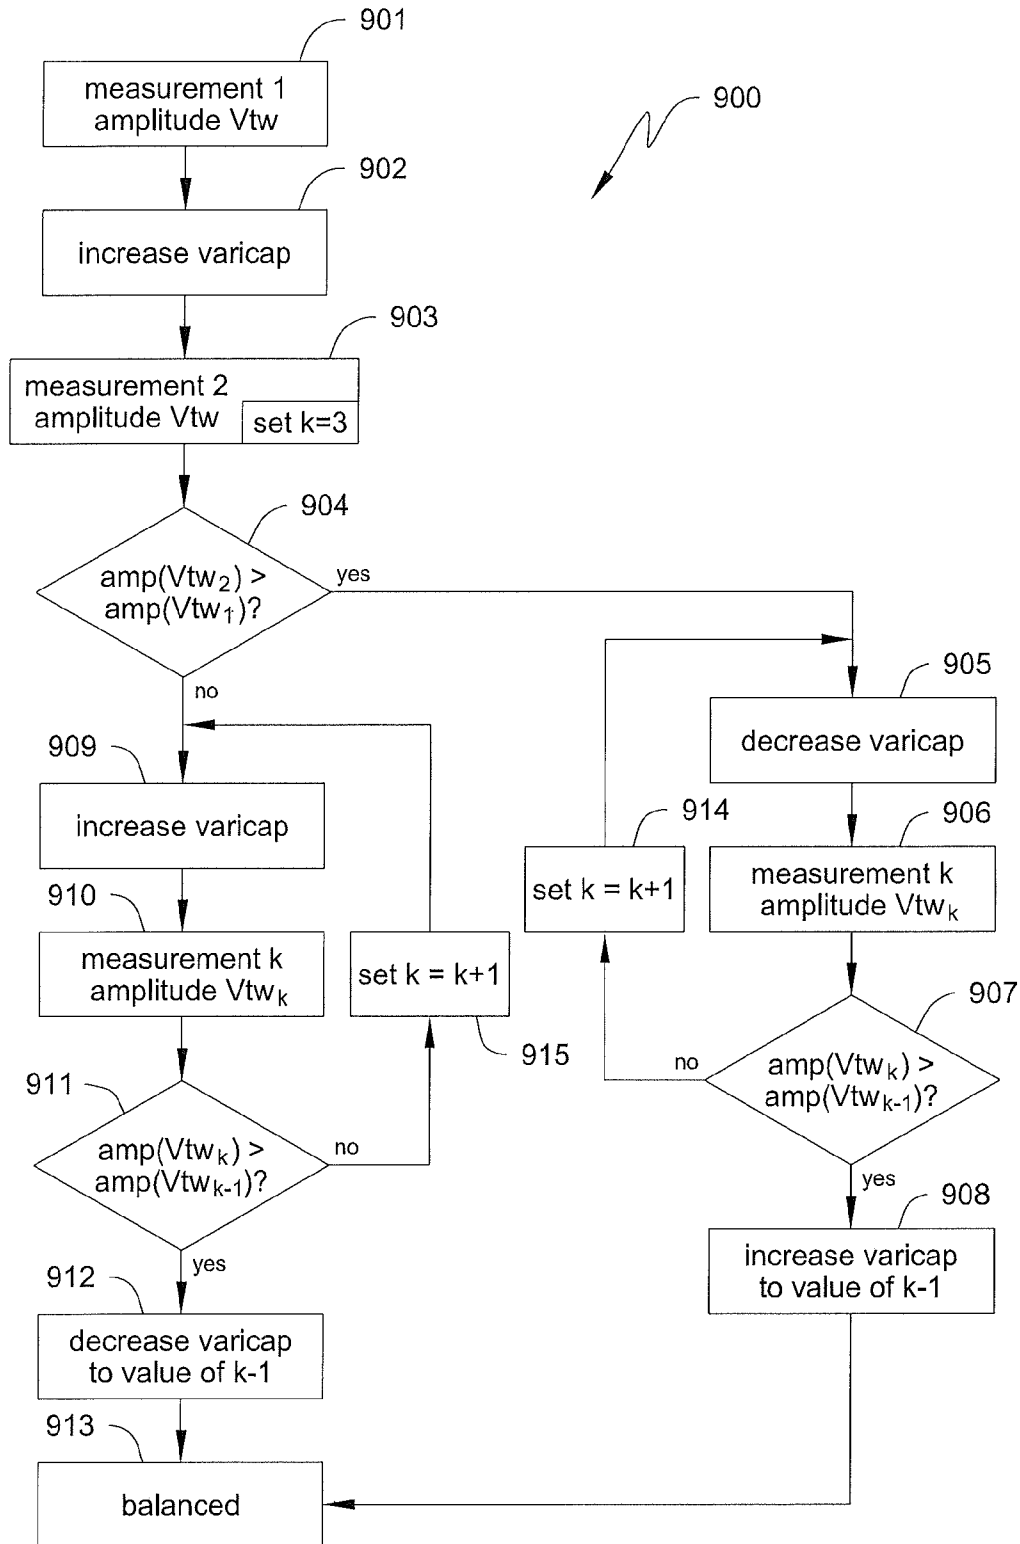 901
measurement 1
amplitude Vtw
900
902
increase varicap
903
measurement 2
amplitude Vtw
set k=3
904
amp(Vtw2) >
amp(Vtw1)?
yes
no
905
decrease varicap
909
increase varicap
914
set k = k+1
906
measurement k
amplitude Vtwk
910
measurement k
amplitude Vtwk
set k = k+1
915
907
amp(Vtwk) >
amp(Vtwk-1)?
no
yes
911
amp(Vtwk) >
amp(Vtwk-1)?
no
yes
908
increase varicap
to value of k-1
912
decrease varicap
to value of k-1
913
balanced